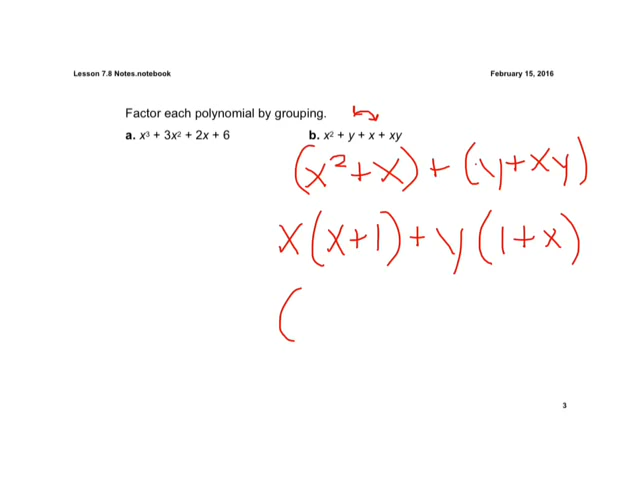 Lesson 7.8 Notes.notebook February 15, 2016
Factor each polynomial by grouping.
a. x³ + 3x² + 2x + 6 b. x² + y + x + xy
(x² + x) + (y + xy)
x(x + 1) + y(1 + x)
(
3